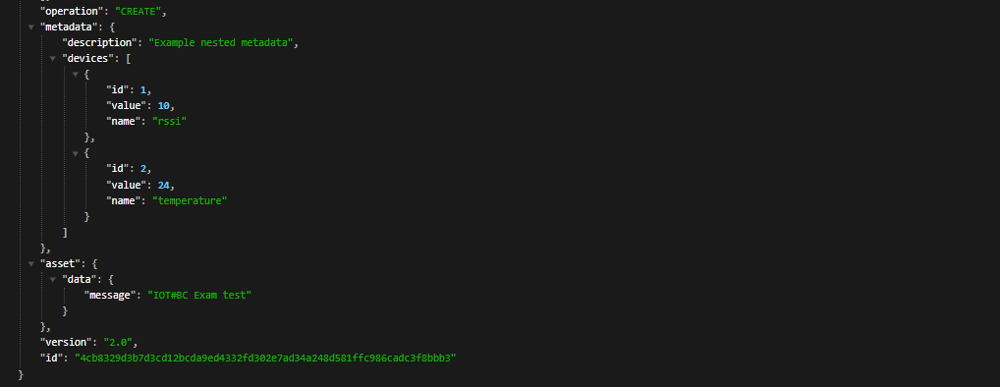 "operation": "CREATE",
"metadata": {
"description": "Example nested metadata",
"devices": [
{
"id": 1,
"value": 10,
"name": "rssi"
},
{
"id": 2,
"value": 24,
"name": "temperature"
}
]
},
"asset": {
"data": {
"message": "IOT#BC Exam test"
}
},
"version": "2.0",
"id": "4cb8329d3b7d3cd12bcda9ed4332fd302e7ad34a248d581ffc986cadc3f8bbb3"
}